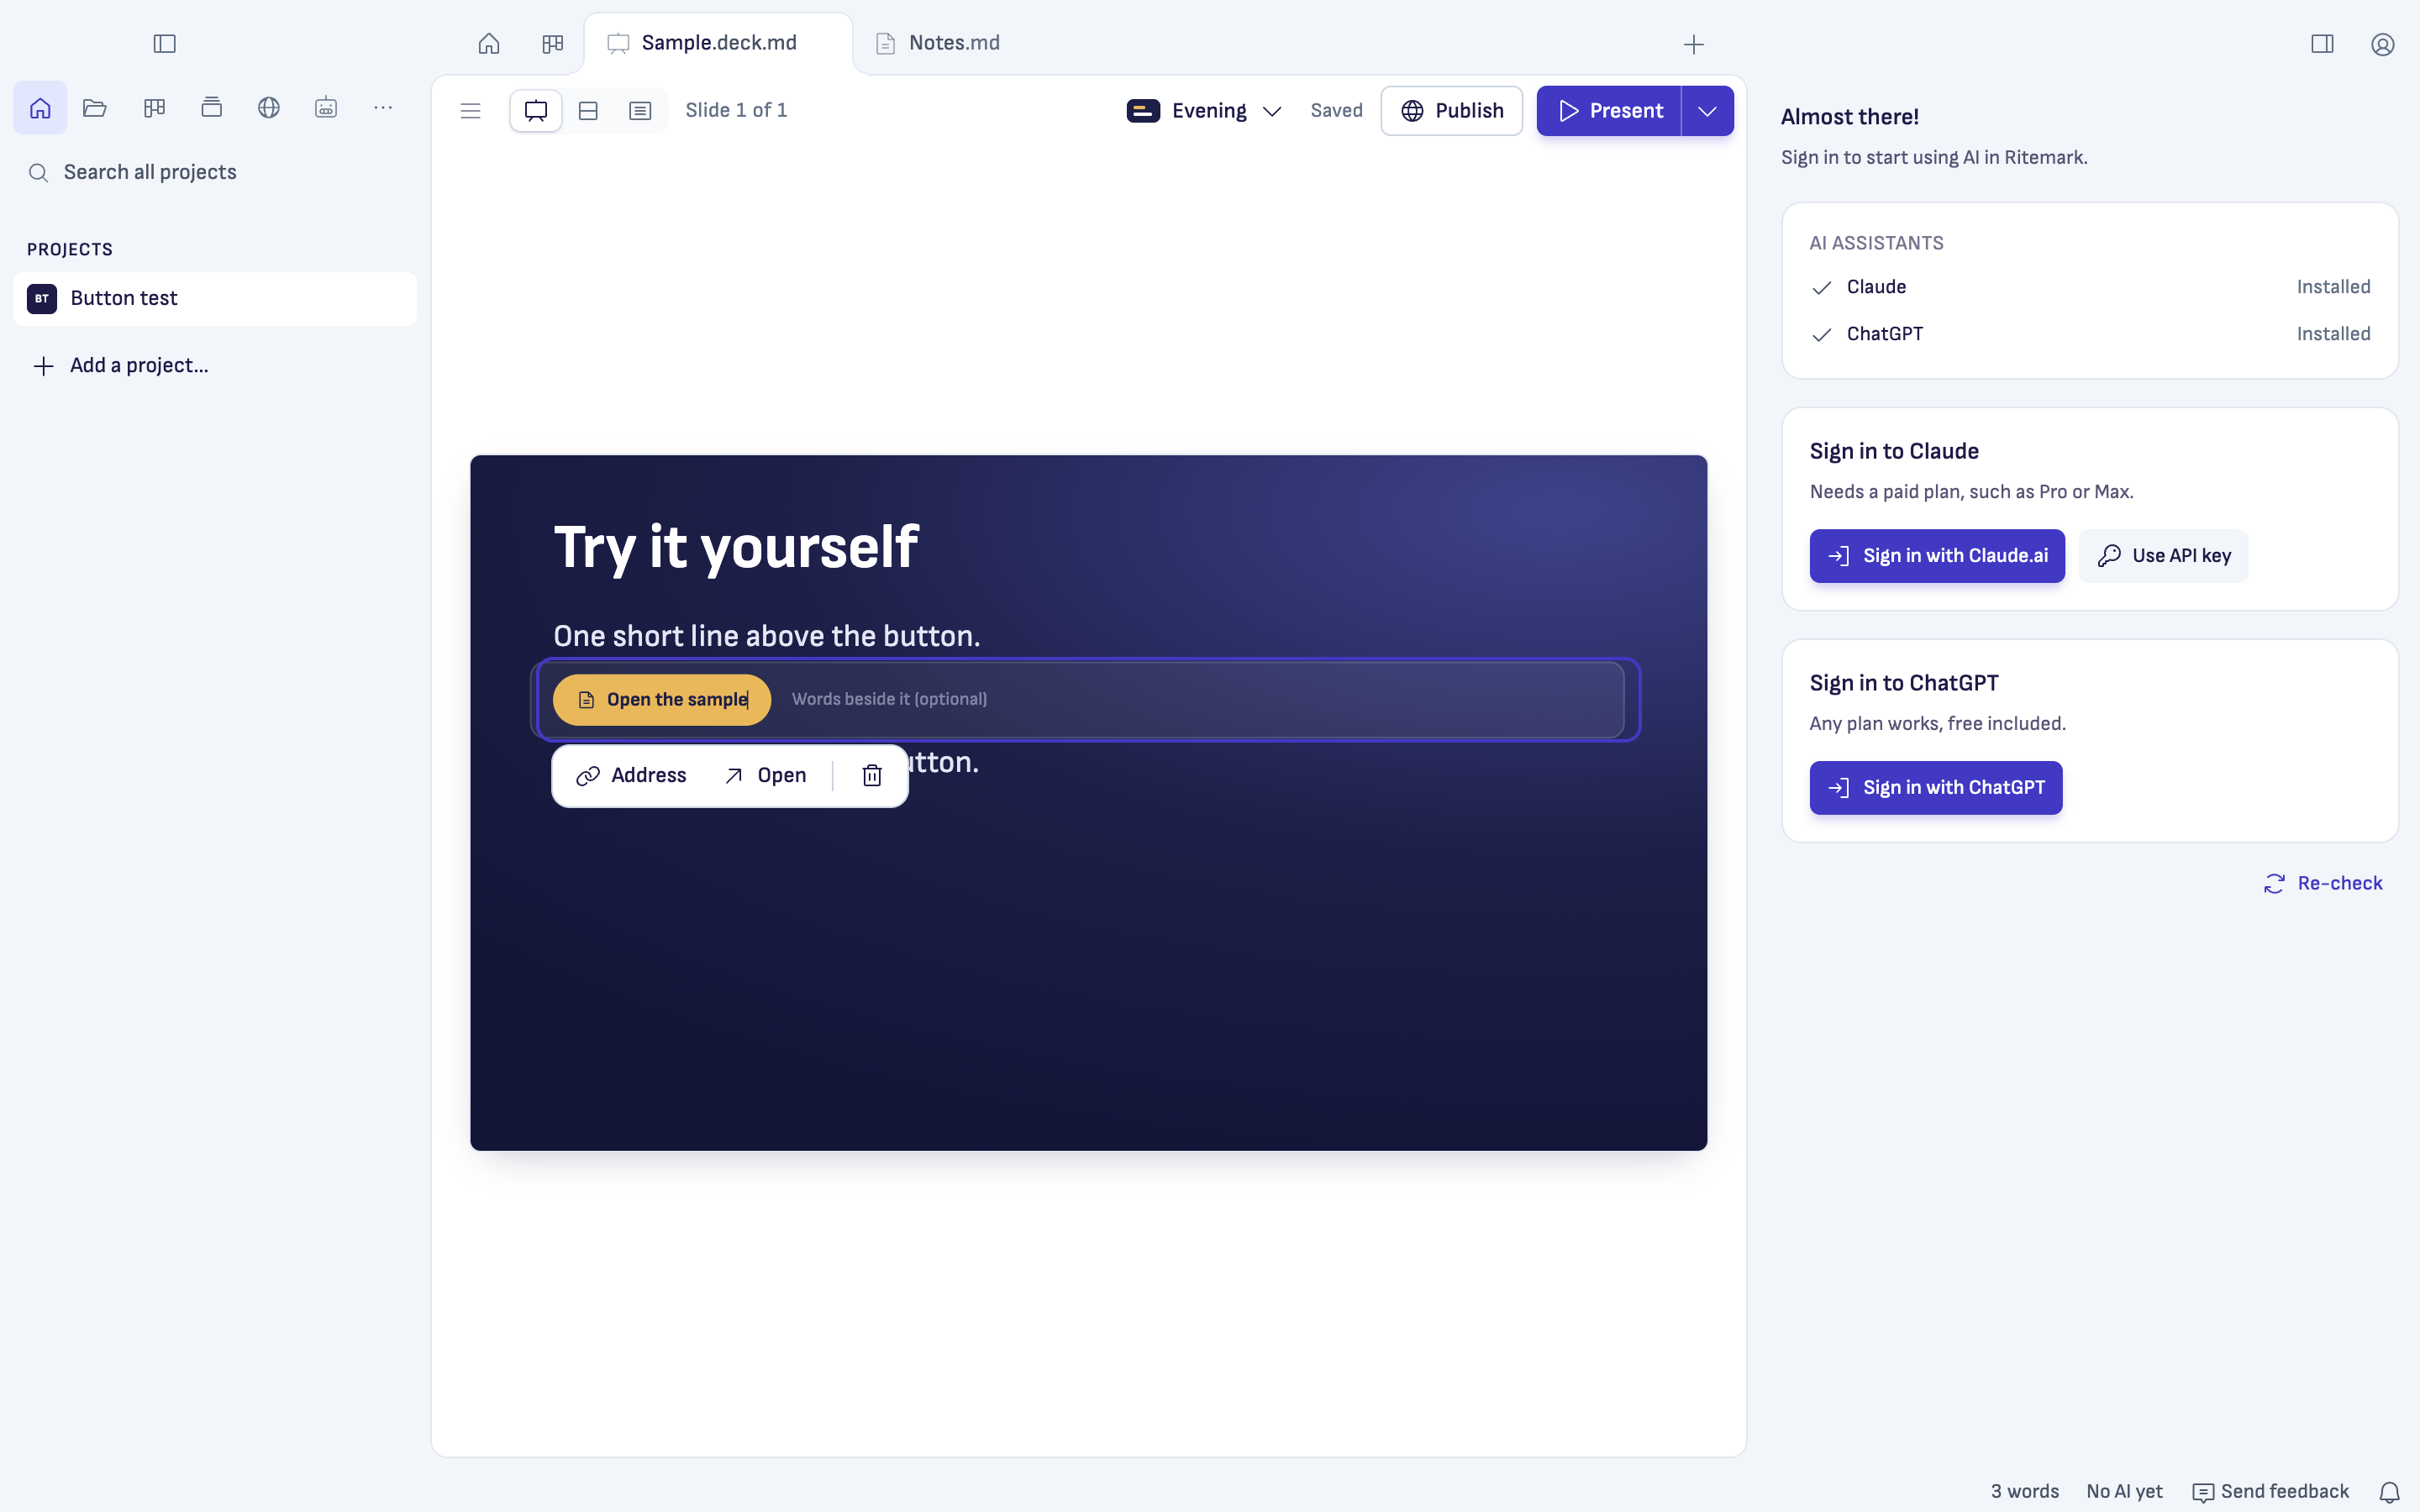 Sample.deck.md
Notes.md
Search all projects
PROJECTS
BT
Button test
Add a project...
Slide 1 of 1
Evening
Saved
Publish
Present
Try it yourself
One short line above the button.
Open the sample
Words beside it (optional)
utton.
Address
Open
Almost there!
Sign in to start using AI in Ritemark.
AI ASSISTANTS
Claude
Installed
ChatGPT
Installed
Sign in to Claude
Needs a paid plan, such as Pro or Max.
Sign in with Claude.ai
Use API key
Sign in to ChatGPT
Any plan works, free included.
Sign in with ChatGPT
Re-check
3 words
No AI yet
Send feedback